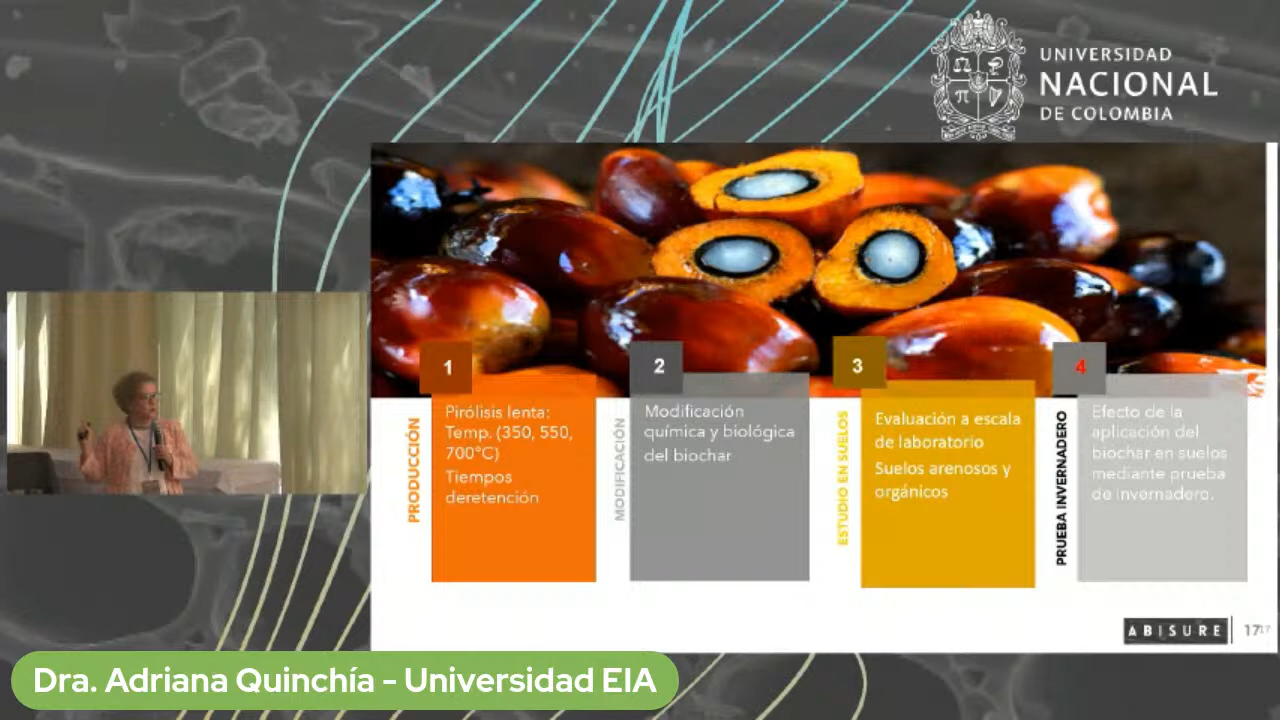 UNIVERSIDAD
NACIONAL
DE COLOMBIA
1
PRODUCCIÓN
Pirólisis lenta:
Temp. (350, 550,
700°C)
Tiempos
deretención
2
MODIFICACIÓN
Modificación
química y biológica
del biochar
3
ESTUDIO EN SUELOS
Evaluación a escala
de laboratorio
Suelos arenosos y
orgánicos
4
PRUEBA INVERNADERO
Efecto de la
aplicación del
biochar en suelos
mediante prueba
de invernadero.
ABISURE
17
17
Dra. Adriana Quinchía - Universidad EIA